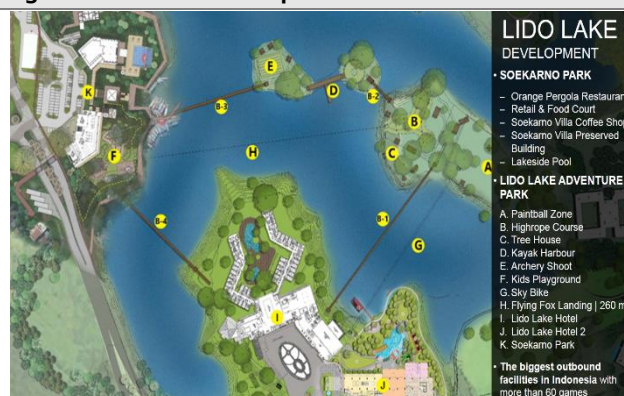 LIDO LAKE
DEVELOPMENT
• SOEKARNO PARK
– Orange Pergola
– Retail & Food Court
– Soekarno Villa Coffee
– Soekarno Villa Preserved
Building
– Lakeside Pool
• LIDO LAKE ADVENTURE
PARK
A. Paintball Zone
B. Highrope Course
C. Tree House
D. Kayak Harbour
E. Archery Shoot
F. Kids Playground
G. Sky Bike
H. Flying Fox Landing | 260 m
I. Lido Lake Hotel
J. Lido Lake Hotel 2
K. Soekarno Park
• The biggest outbound
facilities in Indonesia with
more than 60 games
E
D
K
B-3
B-2
B
F
H
C
A
B-4
B-1
G
I
J